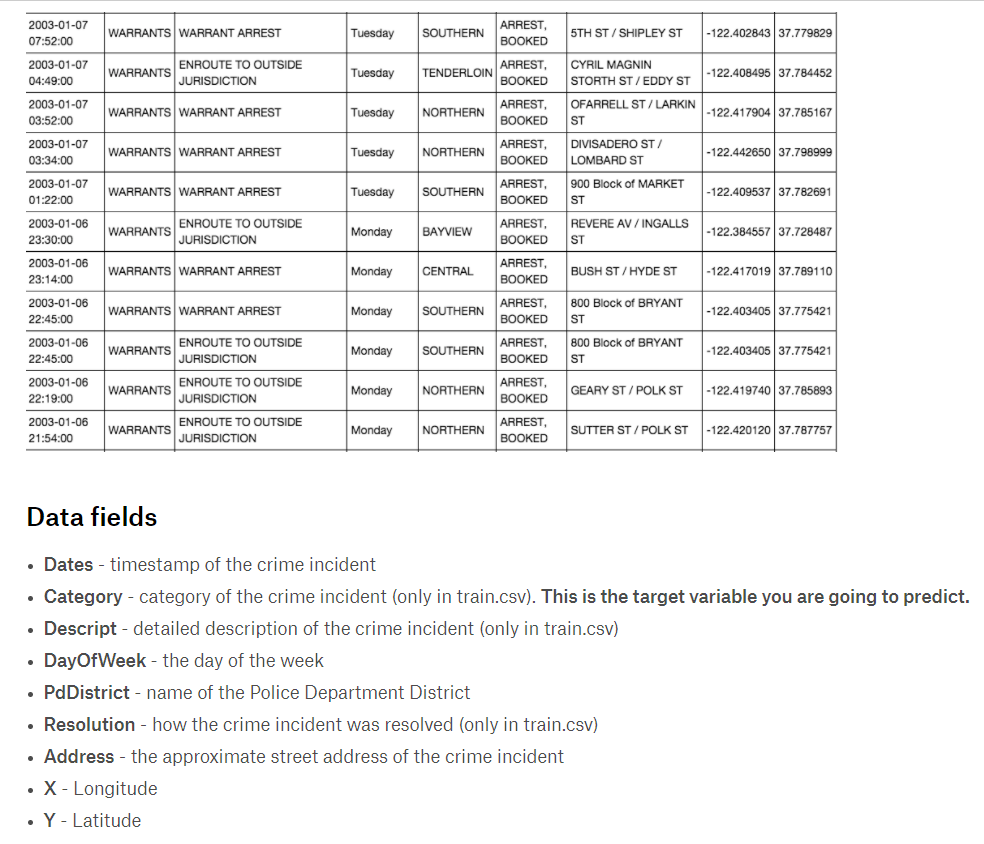 2003-01-07 07:52:00 WARRANTS WARRANT ARREST Tuesday SOUTHERN ARREST, BOOKED 5TH ST / SHIPLEY ST -122.402843 37.779829
2003-01-07 04:49:00 WARRANTS ENROUTE TO OUTSIDE JURISDICTION Tuesday TENDERLOIN ARREST, BOOKED CYRIL MAGNIN STORTH ST / EDDY ST -122.408495 37.784452
2003-01-07 03:52:00 WARRANTS WARRANT ARREST Tuesday NORTHERN ARREST, BOOKED OFARRELL ST / LARKIN ST -122.417904 37.785167
2003-01-07 03:34:00 WARRANTS WARRANT ARREST Tuesday NORTHERN ARREST, BOOKED DIVISADERO ST / LOMBARD ST -122.442650 37.798999
2003-01-07 01:22:00 WARRANTS WARRANT ARREST Tuesday SOUTHERN ARREST, BOOKED 900 Block of MARKET ST -122.409537 37.782691
2003-01-06 23:30:00 WARRANTS ENROUTE TO OUTSIDE JURISDICTION Monday BAYVIEW ARREST, BOOKED REVERE AV / INGALLS ST -122.384557 37.728487
2003-01-06 23:14:00 WARRANTS WARRANT ARREST Monday CENTRAL ARREST, BOOKED BUSH ST / HYDE ST -122.417019 37.789110
2003-01-06 22:45:00 WARRANTS WARRANT ARREST Monday SOUTHERN ARREST, BOOKED 800 Block of BRYANT ST -122.403405 37.775421
2003-01-06 22:45:00 WARRANTS ENROUTE TO OUTSIDE JURISDICTION Monday SOUTHERN ARREST, BOOKED 800 Block of BRYANT ST -122.403405 37.775421
2003-01-06 22:19:00 WARRANTS ENROUTE TO OUTSIDE JURISDICTION Monday NORTHERN ARREST, BOOKED GEARY ST / POLK ST -122.419740 37.785893
2003-01-06 21:54:00 WARRANTS ENROUTE TO OUTSIDE JURISDICTION Monday NORTHERN ARREST, BOOKED SUTTER ST / POLK ST -122.420120 37.787757
Data fields
• Dates - timestamp of the crime incident
• Category - category of the crime incident (only in train.csv). This is the target variable you are going to predict.
• Descript - detailed description of the crime incident (only in train.csv)
• DayOfWeek - the day of the week
• PdDistrict - name of the Police Department District
• Resolution - how the crime incident was resolved (only in train.csv)
• Address - the approximate street address of the crime incident
• X - Longitude
• Y - Latitude